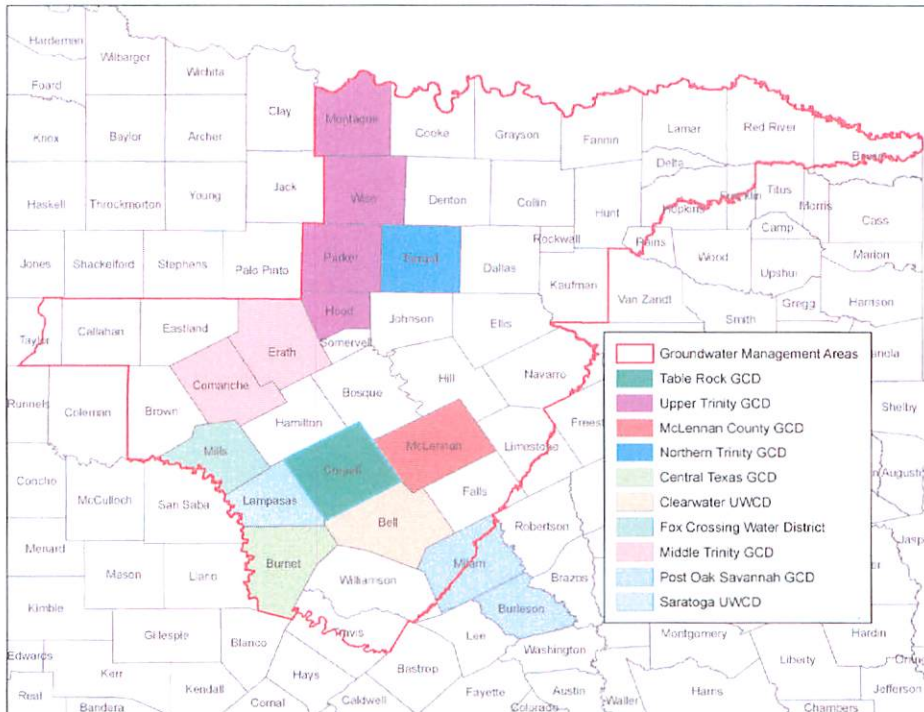 Hardeman
Wilbarger
Wichita
Foard
Clay
Montague
Cooke
Grayson
Fannin
Lamar
Red River
Knox
Baylor
Archer
Delta
Haskell
Throckmorton
Young
Jack
Wise
Denton
Collin
Hunt
Hopkins
Franklin
Titus
Morris
Cass
Camp
Rockwall
Rains
Wood
Marion
Upshur
Jones
Shackelford
Stephens
Palo Pinto
Parker
Dallas
Kaufman
Van Zandt
Gregg
Harrison
Smith
Taylor
Callahan
Eastland
Hood
Johnson
Ellis
Somervell
Erath
Comanche
Hill
Navarro
Bosque
Runnels
Coleman
Brown
Hamilton
Shelby
Mills
McLennan
Limestone
Coryell
Concho
McCulloch
San Saba
Lampasas
Falls
Bell
Robertson
Menard
Mason
Llano
Burnet
Williamson
Milam
Brazos
Burleson
Kimble
Gillespie
Blanco
Travis
Lee
Washington
Montgomery
Liberty
Hardin
Edwards
Kerr
Hays
Bastrop
Real
Kendall
Comal
Caldwell
Fayette
Austin
Waller
Harris
Jefferson
Bandera
Colorado
Chambers
Groundwater Management Areas
Table Rock GCD
Upper Trinity GCD
McLennan County GCD
Northern Trinity GCD
Central Texas GCD
Clearwater UWCD
Fox Crossing Water District
Middle Trinity GCD
Post Oak Savannah GCD
Saratoga UWCD